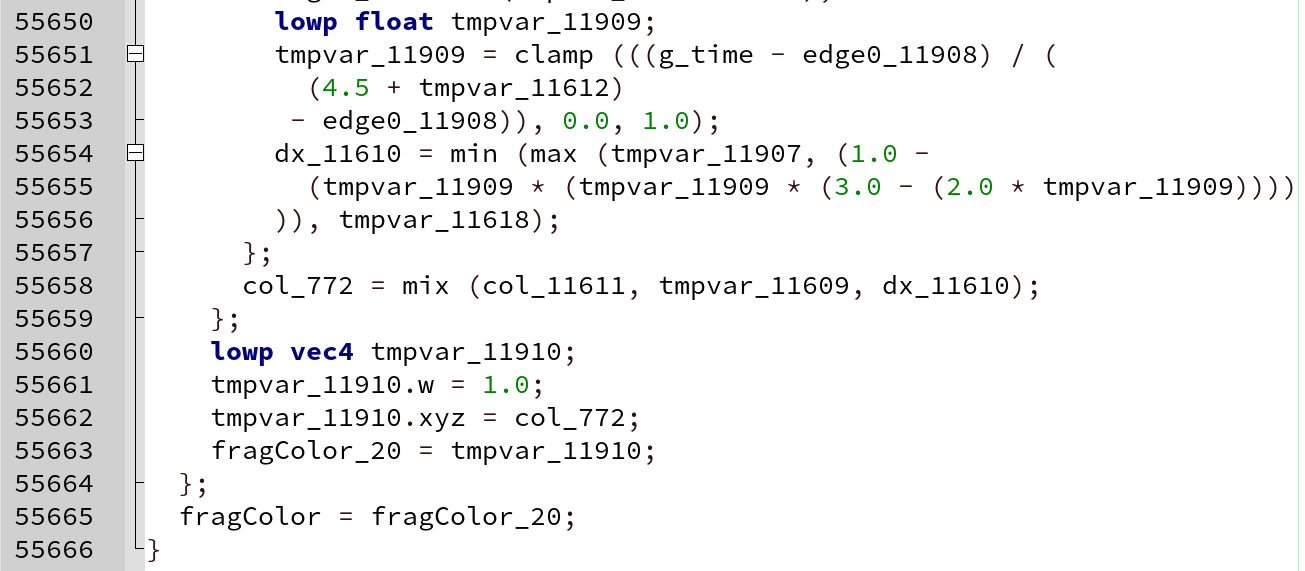 55650         lowp float tmpvar_11909;
55651         tmpvar_11909 = clamp (((g_time - edge0_11908) / (
55652           (4.5 + tmpvar_11612)
55653          - edge0_11908)), 0.0, 1.0);
55654         dx_11610 = min (max (tmpvar_11907, (1.0 -
55655           (tmpvar_11909 * (tmpvar_11909 * (3.0 - (2.0 * tmpvar_11909))))
55656         )), tmpvar_11618);
55657       };
55658       col_772 = mix (col_11611, tmpvar_11609, dx_11610);
55659     };
55660     lowp vec4 tmpvar_11910;
55661     tmpvar_11910.w = 1.0;
55662     tmpvar_11910.xyz = col_772;
55663     fragColor_20 = tmpvar_11910;
55664   };
55665   fragColor = fragColor_20;
55666 }